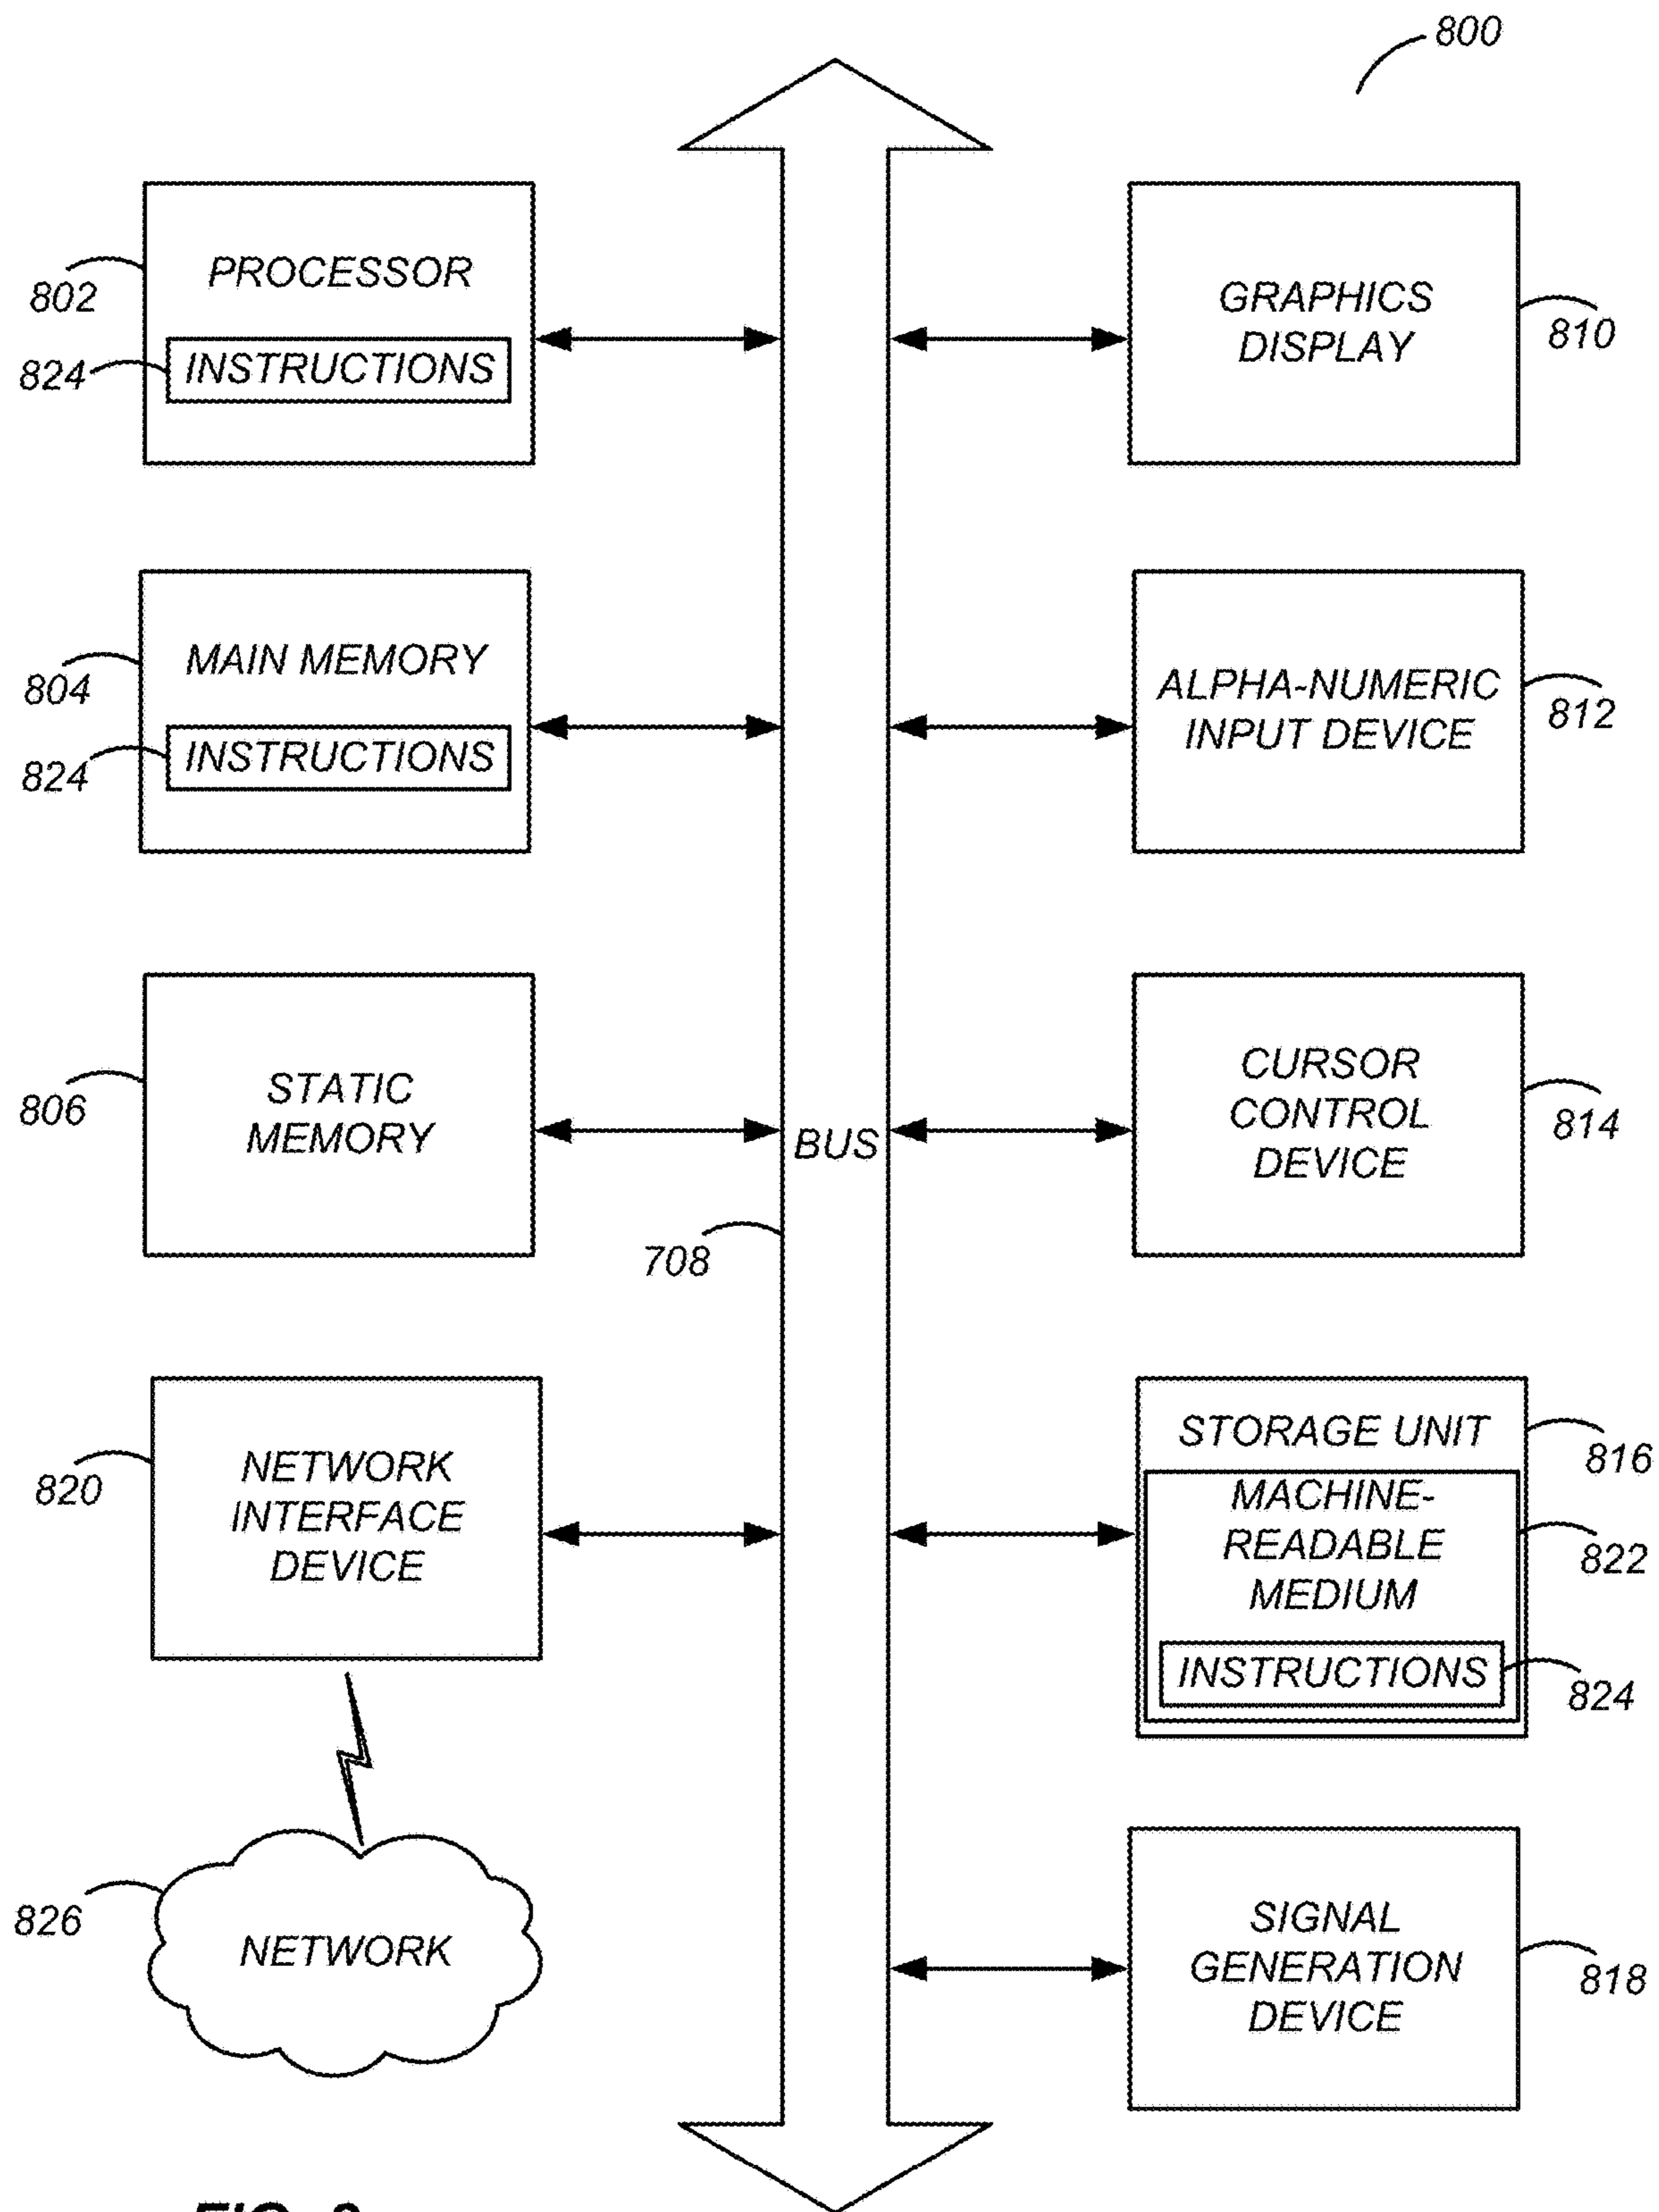 800
PROCESSOR
802
824
INSTRUCTIONS
GRAPHICS
DISPLAY
810
MAIN MEMORY
804
824
INSTRUCTIONS
ALPHA-NUMERIC
INPUT DEVICE
812
STATIC
MEMORY
806
BUS
708
CURSOR
CONTROL
DEVICE
814
NETWORK
INTERFACE
DEVICE
820
STORAGE UNIT
816
MACHINE-
READABLE
MEDIUM
822
INSTRUCTIONS
824
826
NETWORK
SIGNAL
GENERATION
DEVICE
818